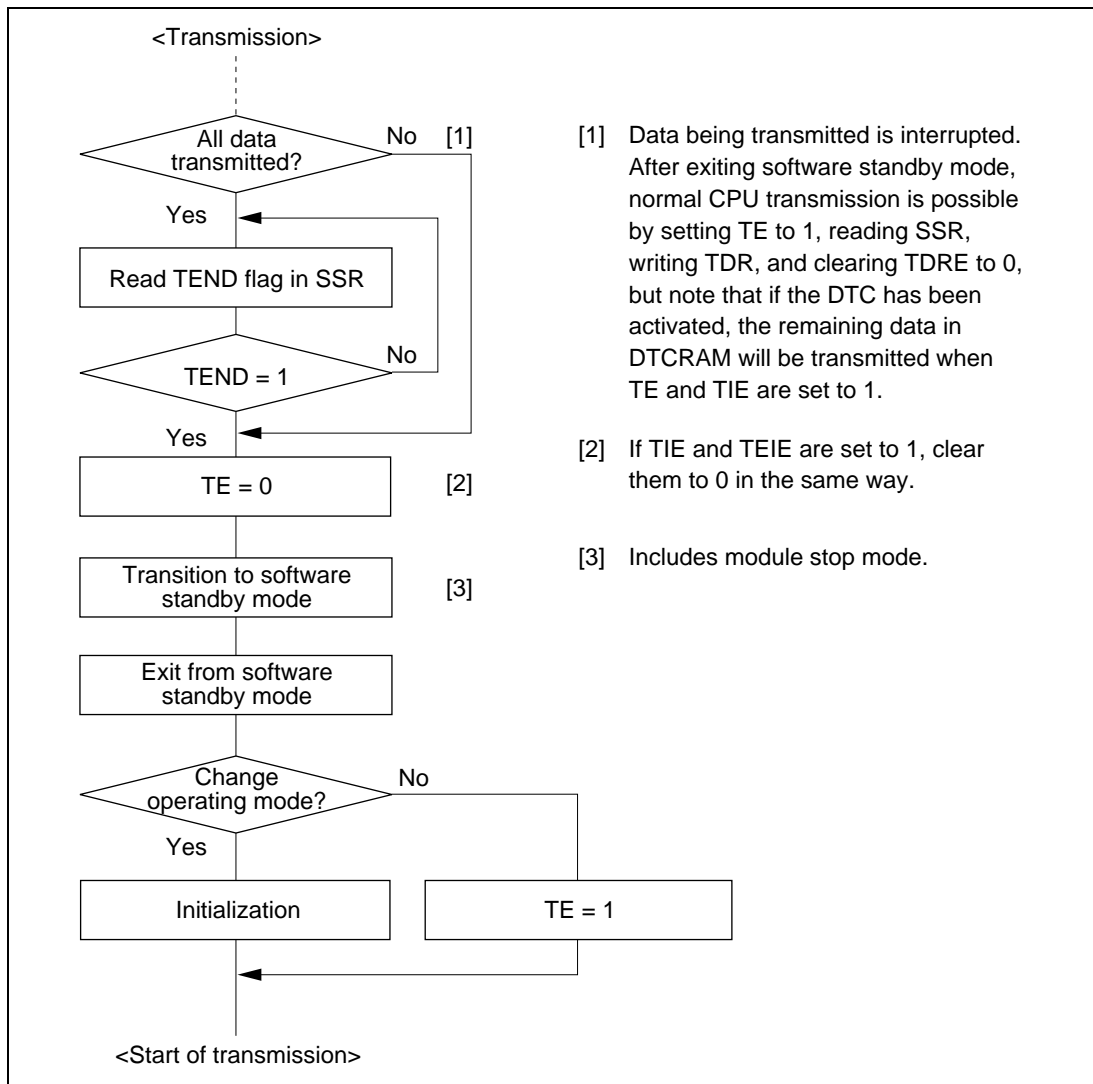 <Transmission>
All data
transmitted?
No [1]
Yes
Read TEND flag in SSR
No
TEND = 1
Yes
TE = 0
[2]
Transition to software
standby mode
[3]
Exit from software
standby mode
Change
operating mode?
No
Yes
Initialization
TE = 1
<Start of transmission>
[1] Data being transmitted is interrupted.
After exiting software standby mode,
normal CPU transmission is possible
by setting TE to 1, reading SSR,
writing TDR, and clearing TDRE to 0,
but note that if the DTC has been
activated, the remaining data in
DTCRAM will be transmitted when
TE and TIE are set to 1.
[2] If TIE and TEIE are set to 1, clear
them to 0 in the same way.
[3] Includes module stop mode.